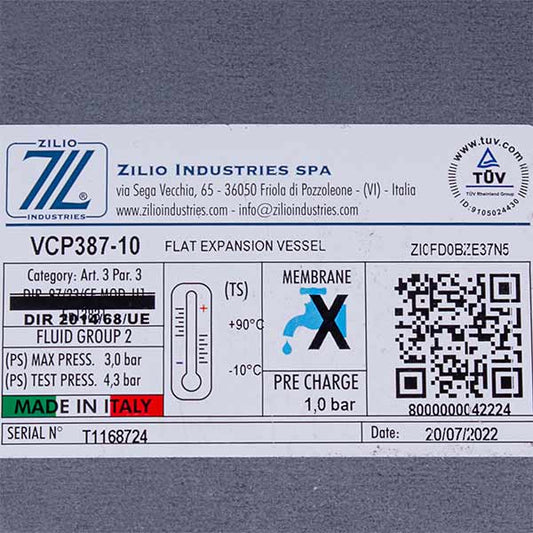 ZILIO
INDUSTRIES
®
ZILIO INDUSTRIES SPA
via Sega Vecchia, 65 - 36050 Friola di Pozzoleone - (VI) - Italia
www.zilioindustries.com - info@zilioindustries.com
www.tuv.com
TÜV
TÜV Rheinland Group
ID:9105024430
VCP387-10 FLAT EXPANSION VESSEL ZI0FD0BZE37N5
Category: Art. 3 Par. 3
DIR 2014/68/UE
FLUID GROUP 2
(PS) MAX PRESS. 3,0 bar
(PS) TEST PRESS. 4,3 bar
MADE IN ITALY
(TS)
+
+90°C
-
-10°C
MEMBRANE
X
PRE CHARGE
1,0 bar
8000000042224
SERIAL N° T1168724 Date: 20/07/2022